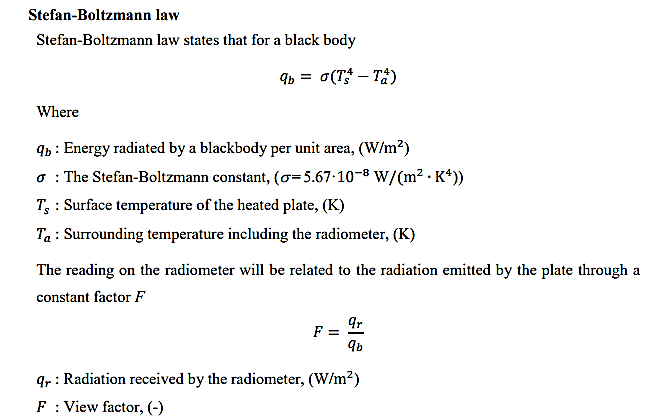 Stefan-Boltzmann law
Stefan-Boltzmann law states that for a black body
q_b = σ(T_s^4 − T_a^4)
Where
q_b : Energy radiated by a blackbody per unit area, (W/m²)
σ : The Stefan-Boltzmann constant, (σ=5.67·10⁻⁸ W/(m² · K⁴))
T_s : Surface temperature of the heated plate, (K)
T_a : Surrounding temperature including the radiometer, (K)
The reading on the radiometer will be related to the radiation emitted by the plate through a
constant factor F
F = q_r / q_b
q_r : Radiation received by the radiometer, (W/m²)
F : View factor, (-)